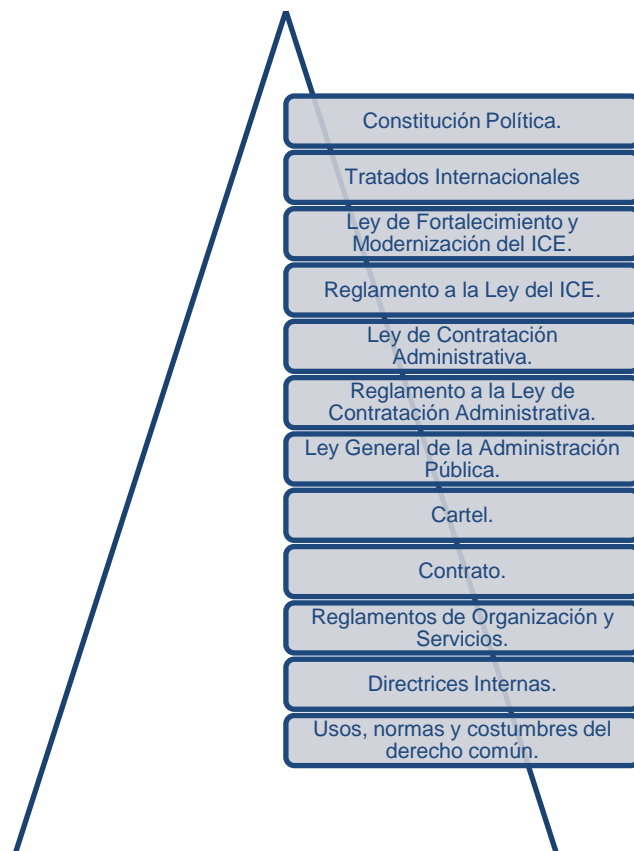 Constitución Política.
Tratados Internacionales
Ley de Fortalecimiento y
Modernización del ICE.
Reglamento a la Ley del ICE.
Ley de Contratación
Administrativa.
Reglamento a la Ley de
Contratación Administrativa.
Ley General de la Administración
Pública.
Cartel.
Contrato.
Reglamentos de Organización y
Servicios.
Directrices Internas.
Usos, normas y costumbres del
derecho común.